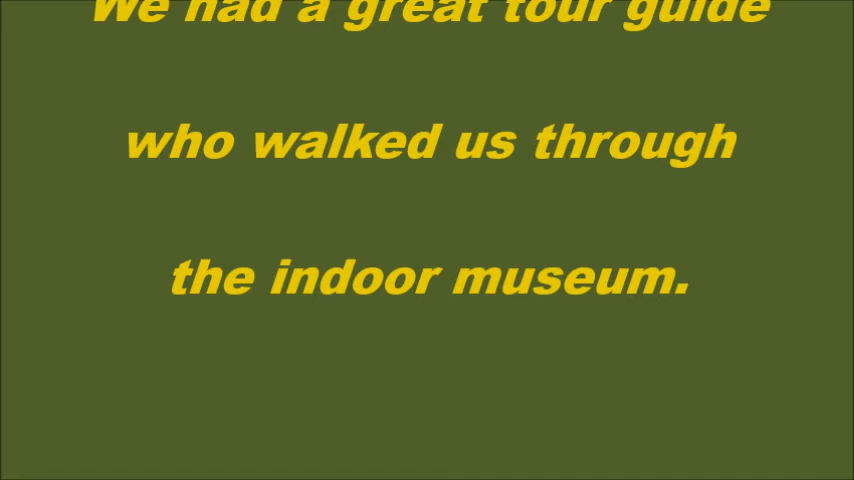 We had a great tour guide
who walked us through
the indoor museum.